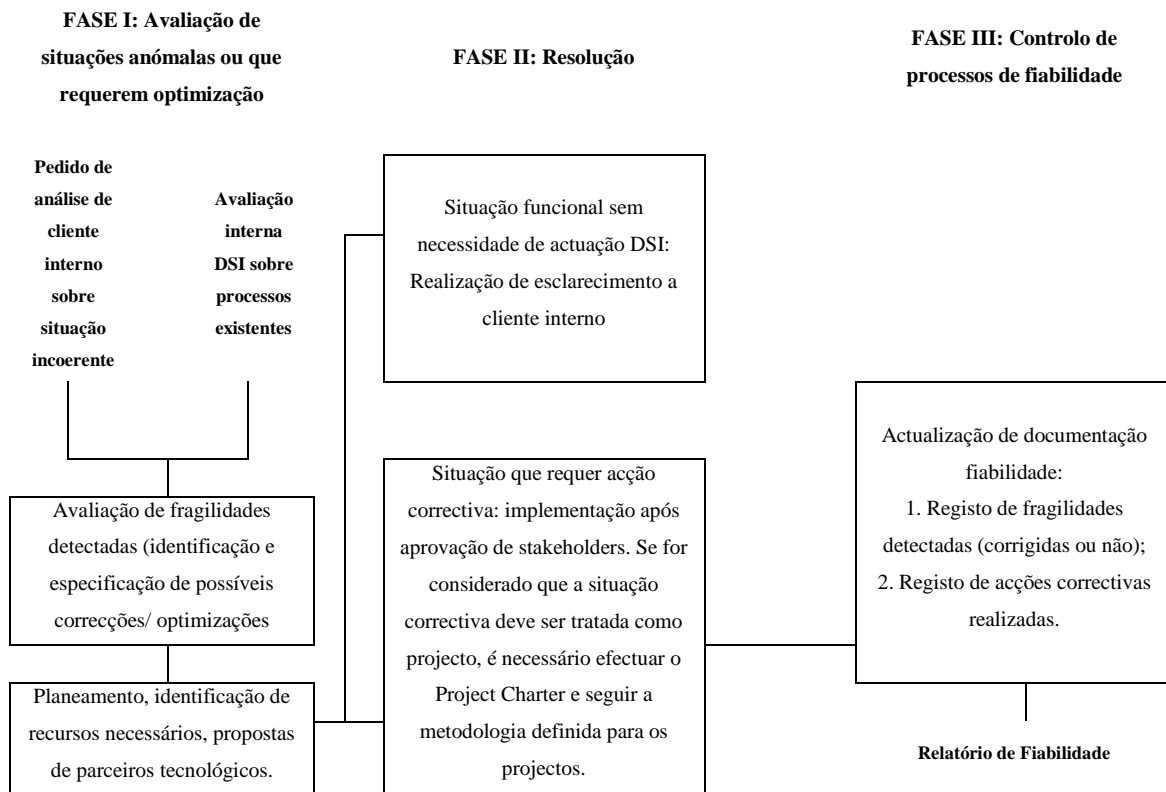 FASE I: Avaliação de
situações anómalas ou que
requerem optimização
FASE II: Resolução
FASE III: Controlo de
processos de fiabilidade
Pedido de
análise de
cliente
interno
sobre
situação
incoerente
Avaliação
interna
DSI sobre
processos
existentes
Avaliação de fragilidades
detectadas (identificação e
especificação de possíveis
correcções/ optimizações
Planeamento, identificação de
recursos necessários, propostas
de parceiros tecnológicos.
Situação funcional sem
necessidade de actuação DSI:
Realização de esclarecimento a
cliente interno
Situação que requer acção
correctiva: implementação após
aprovação de stakeholders. Se for
considerado que a situação
correctiva deve ser tratada como
projecto, é necessário efectuar o
Project Charter e seguir a
metodologia definida para os
projectos.
Actualização de documentação
fiabilidade:
1. Registo de fragilidades
detectadas (corrigidas ou não);
2. Registo de acções correctivas
realizadas.
Relatório de Fiabilidade